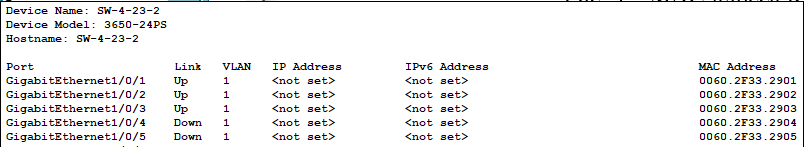 Device Name: SW-4-23-2
Device Model: 3650-24PS
Hostname: SW-4-23-2
Port Link VLAN IP Address IPv6 Address MAC Address
GigabitEthernet1/0/1 Up 1 <not set> <not set> 0060.2F33.2901
GigabitEthernet1/0/2 Up 1 <not set> <not set> 0060.2F33.2902
GigabitEthernet1/0/3 Up 1 <not set> <not set> 0060.2F33.2903
GigabitEthernet1/0/4 Down 1 <not set> <not set> 0060.2F33.2904
GigabitEthernet1/0/5 Down 1 <not set> <not set> 0060.2F33.2905